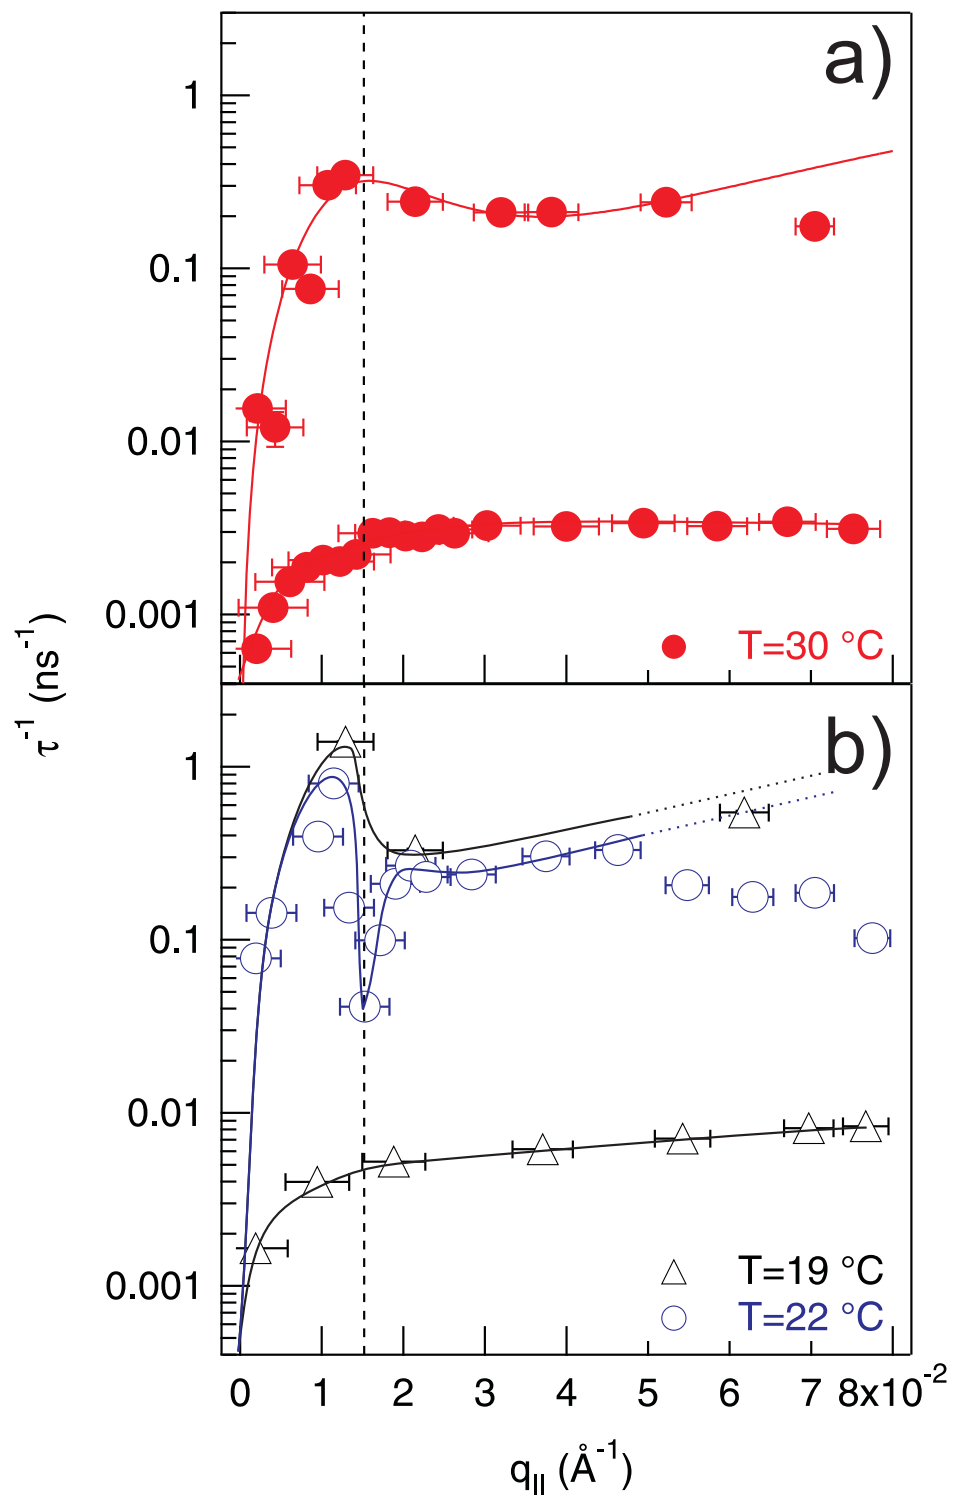 a)
1
0.1
0.01
0.001
T=30 °C
τ-1 (ns-1)
b)
1
0.1
0.01
0.001
T=19 °C
T=22 °C
0 1 2 3 4 5 6 7 8x10-2
q|| (Å-1)